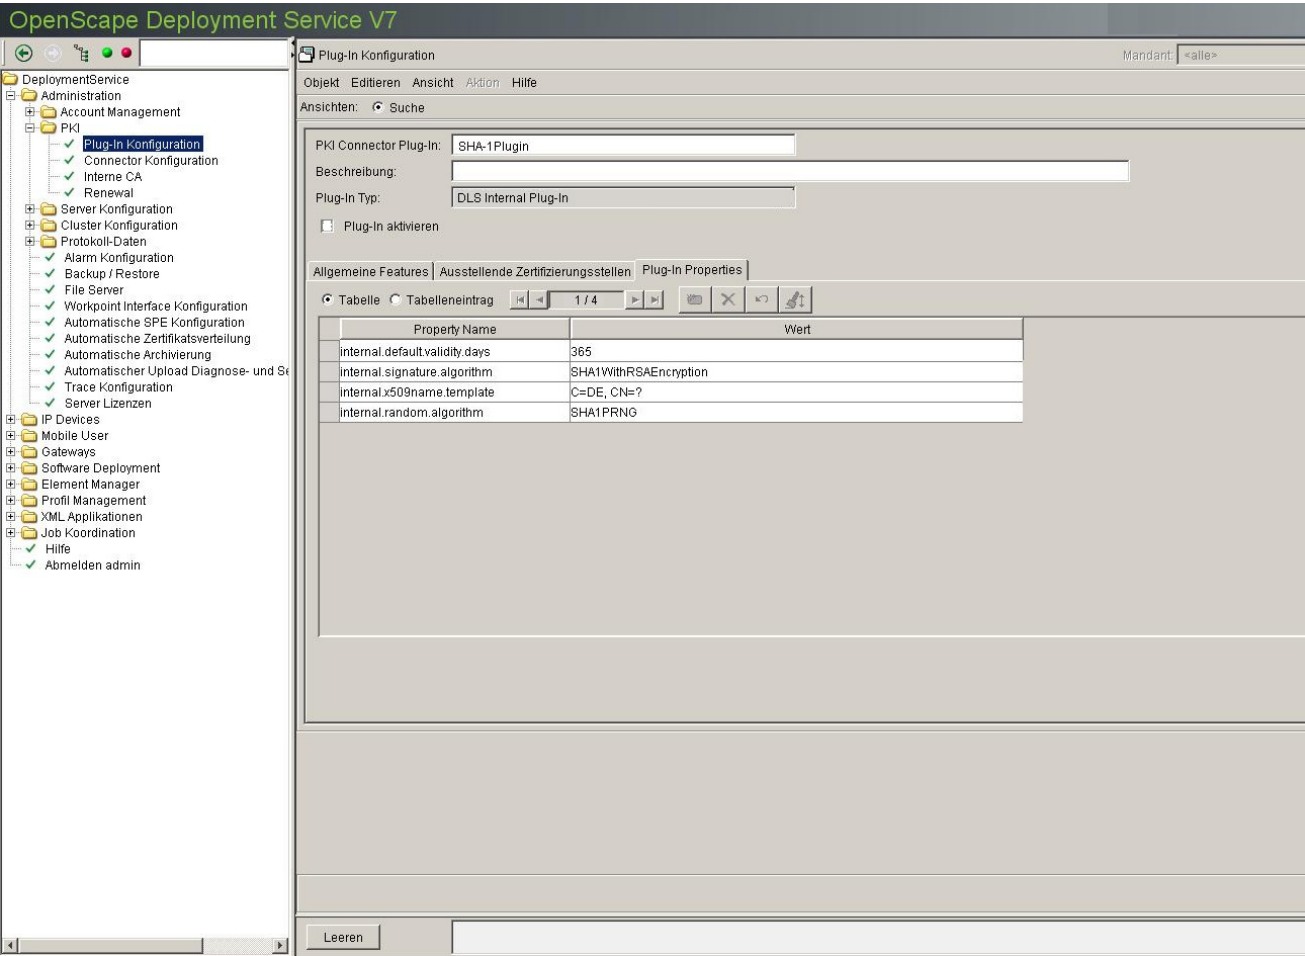 OpenScape Deployment Service V7
DeploymentService
Administration
Account Management
PKI
Plug-In Konfiguration
Connector Konfiguration
Interne CA
Renewal
Server Konfiguration
Cluster Konfiguration
Protokoll-Daten
Alarm Konfiguration
Backup / Restore
File Server
Workpoint Interface Konfiguration
Automatische SPE Konfiguration
Automatische Zertifikatsverteilung
Automatische Archivierung
Automatischer Upload Diagnose- und Se
Trace Konfiguration
Server Lizenzen
IP Devices
Mobile User
Gateways
Software Deployment
Element Manager
Profil Management
XML Applikationen
Job Koordination
Hilfe
Abmelden admin
Plug-In Konfiguration Mandant: <alle>
Objekt Editieren Ansicht Aktion Hilfe
Ansichten: Suche
PKI Connector Plug-In: SHA-1Plugin
Beschreibung:
Plug-In Typ: DLS Internal Plug-In
Plug-In aktivieren
Allgemeine Features Ausstellende Zertifizierungsstellen Plug-In Properties
Tabelle Tabelleneintrag 1 / 4
Property Name Wert
internal.default.validity.days 365
internal.signature.algorithm SHA1WithRSAEncryption
internal.x509name.template C=DE, CN=?
internal.random.algorithm SHA1PRNG
Leeren